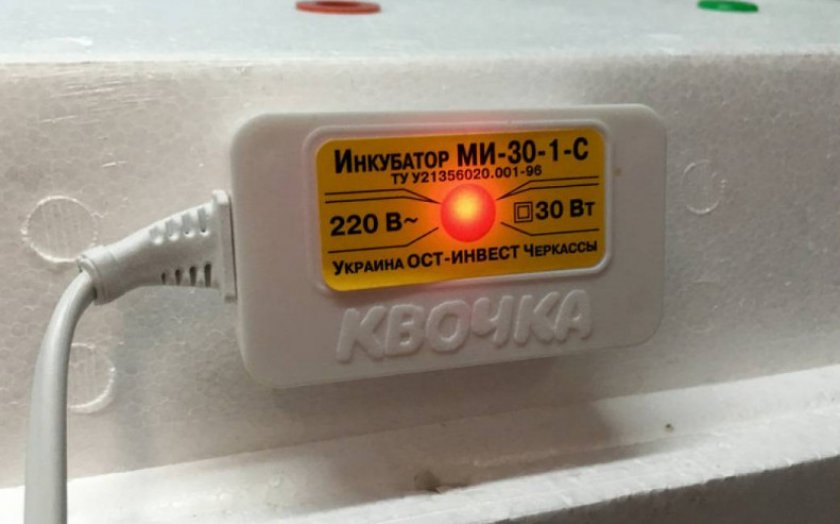 Инкубатор МИ-30-1-С
ТУ У21356020.001-96
220 В~ 30 Вт
Украина ОСТ-ИНВЕСТ Черкассы
КВОЧКА